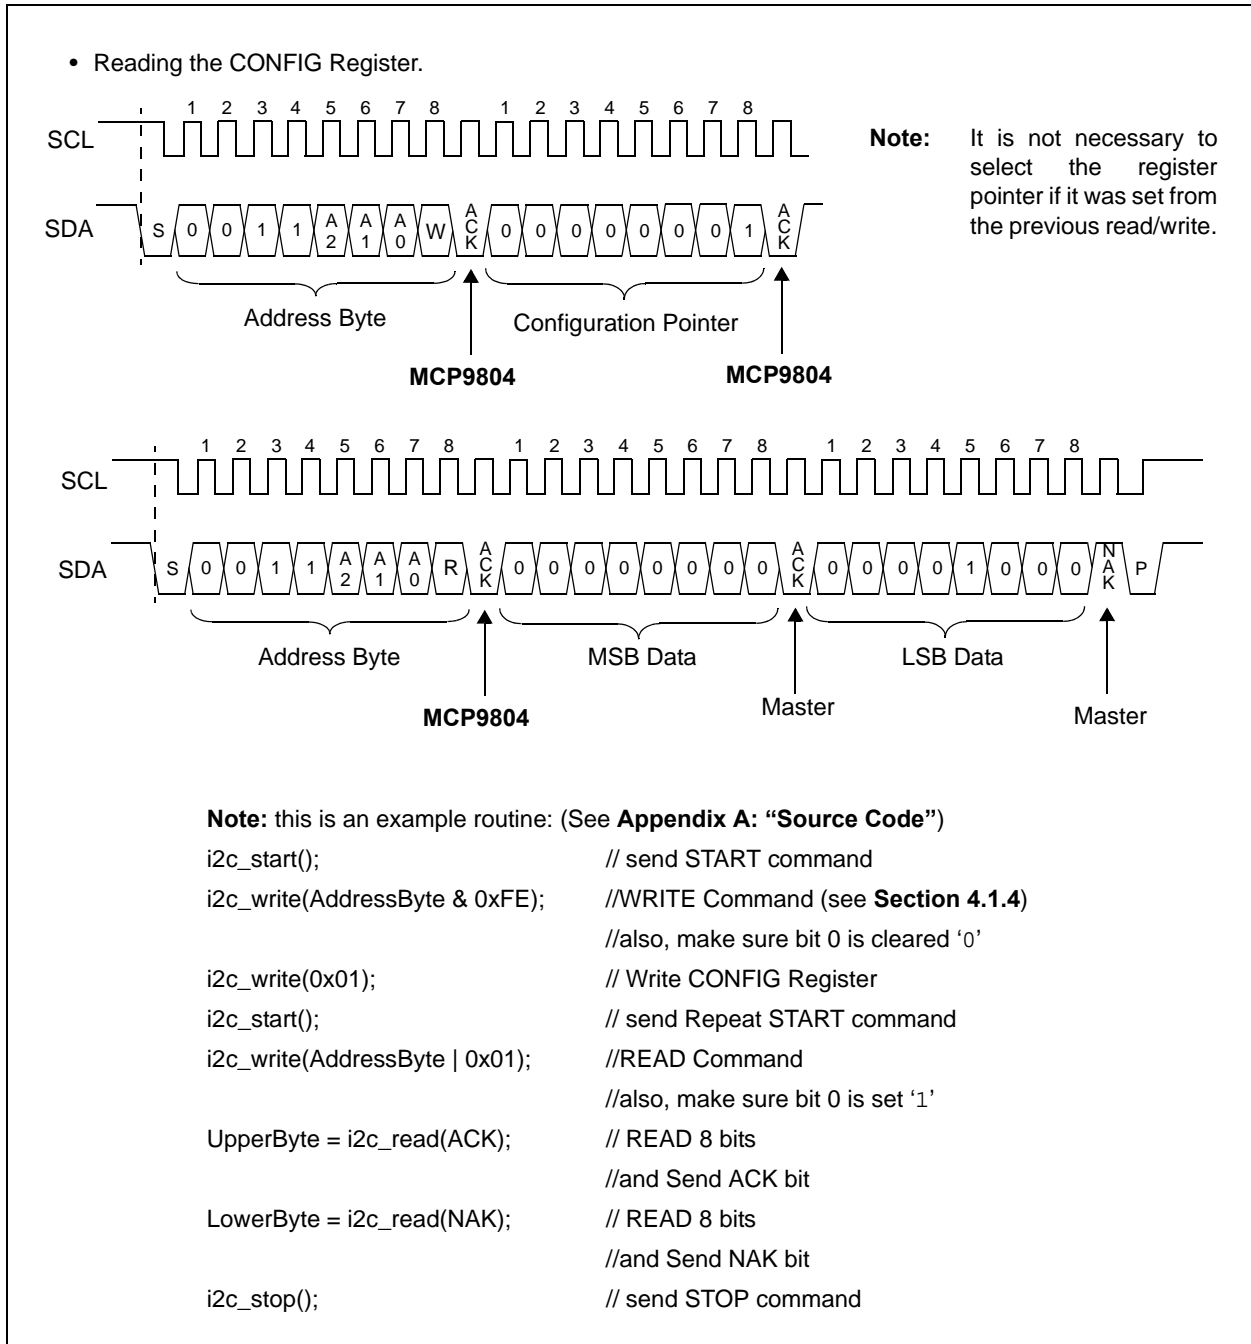 • Reading the CONFIG Register.
1 2 3 4 5 6 7 8 1 2 3 4 5 6 7 8
SCL
SDA
S 0 0 1 1 A2 A1 A0 W ACK 0 0 0 0 0 0 0 1 ACK
Address Byte
Configuration Pointer
MCP9804
MCP9804
Note: It is not necessary to
select the register
pointer if it was set from
the previous read/write.
1 2 3 4 5 6 7 8 1 2 3 4 5 6 7 8 1 2 3 4 5 6 7 8
SCL
SDA
S 0 0 1 1 A2 A1 A0 R ACK 0 0 0 0 0 0 0 0 ACK 0 0 0 0 1 0 0 0 NAK P
Address Byte
MSB Data
LSB Data
MCP9804
Master
Master
Note: this is an example routine: (See Appendix A: “Source Code”)
i2c_start(); // send START command
i2c_write(AddressByte & 0xFE); //WRITE Command (see Section 4.1.4)
//also, make sure bit 0 is cleared ‘0’
i2c_write(0x01); // Write CONFIG Register
i2c_start(); // send Repeat START command
i2c_write(AddressByte | 0x01); //READ Command
//also, make sure bit 0 is set ‘1’
UpperByte = i2c_read(ACK); // READ 8 bits
//and Send ACK bit
LowerByte = i2c_read(NAK); // READ 8 bits
//and Send NAK bit
i2c_stop(); // send STOP command